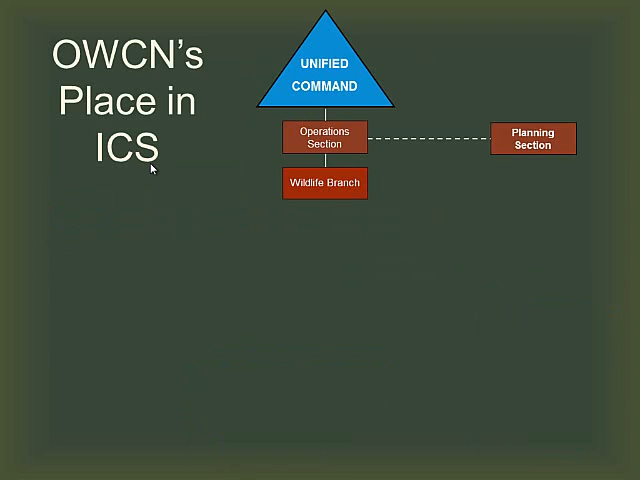 OWCN's
Place in
ICS
UNIFIED
COMMAND
Operations
Section
Planning
Section
Wildlife Branch